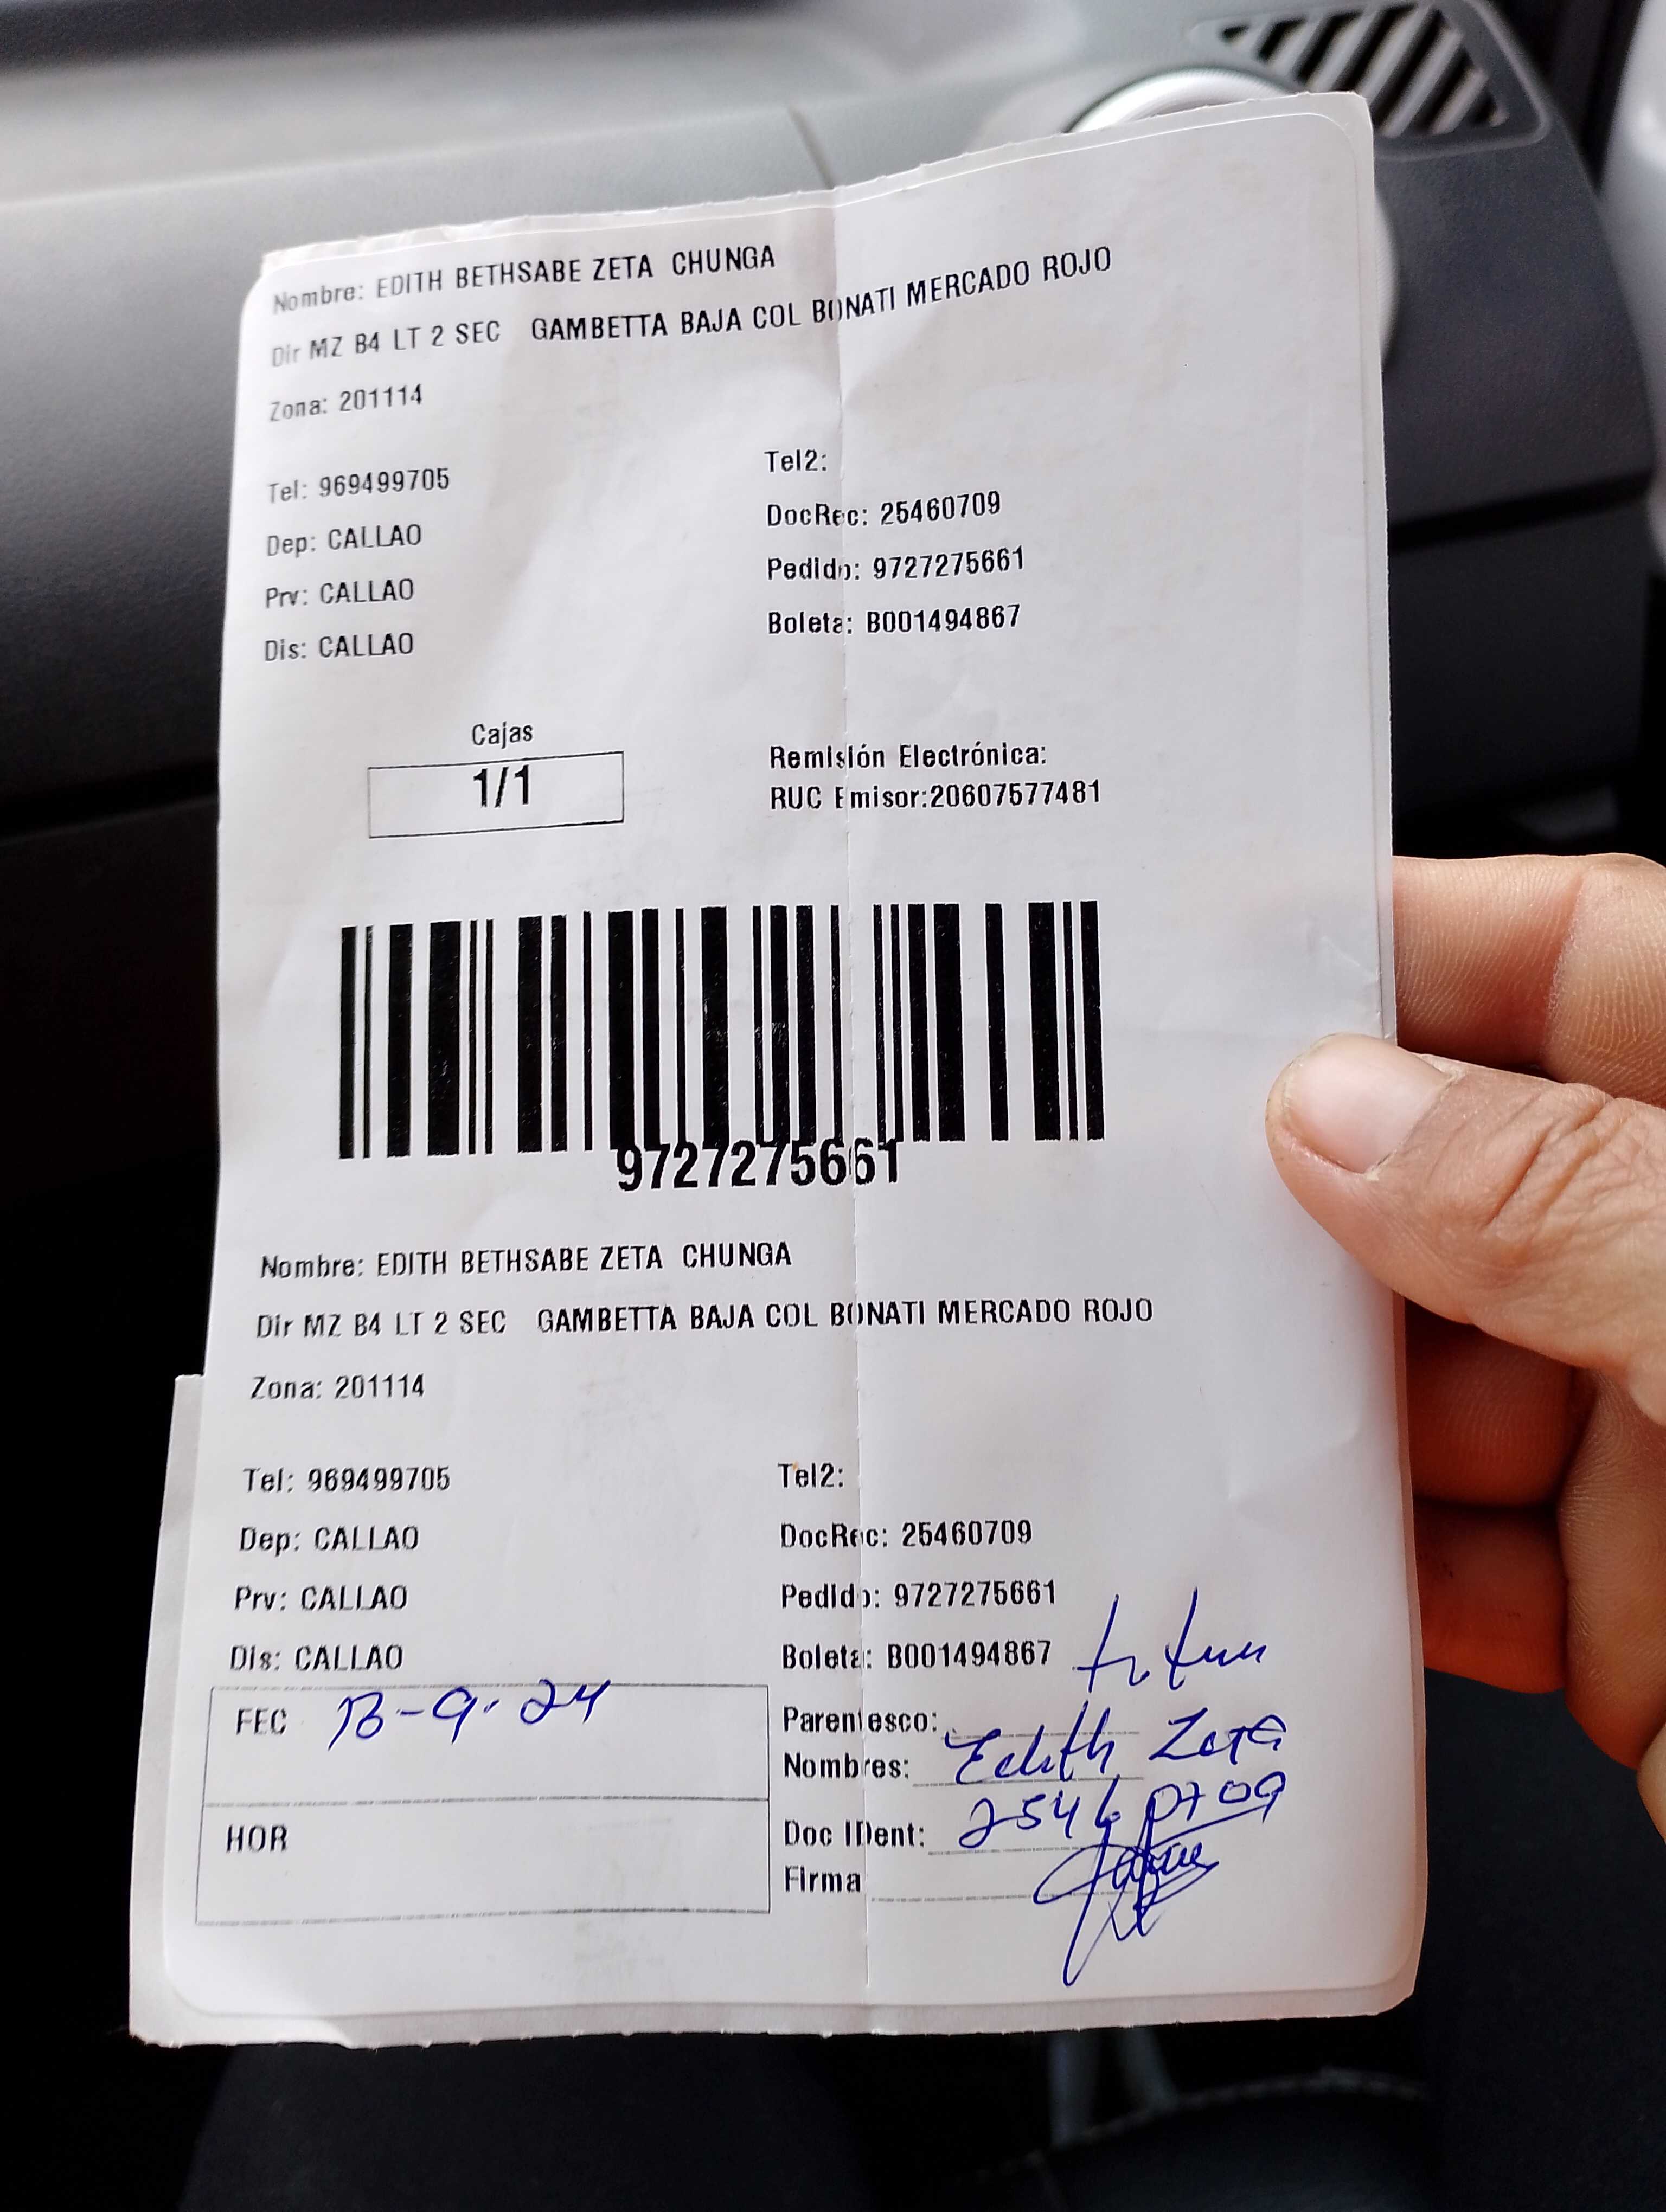 Nombre: EDITH BETHSABE ZETA CHUNGA
Dir MZ B4 LT 2 SEC GAMBETTA BAJA COL BONATI MERCADO ROJO
Zona: 201114
Tel: 969499705
Tel2:
Dep: CALLAO
DocRec: 25460709
Prv: CALLAO
Pedido: 9727275661
Dis: CALLAO
Boleta: B001494867
Cajas
1/1
Remisión Electrónica:
RUC Emisor:20607577481
9727275661
Nombre: EDITH BETHSABE ZETA CHUNGA
Dir MZ B4 LT 2 SEC GAMBETTA BAJA COL BONATI MERCADO ROJO
Zona: 201114
Tel: 969499705
Tel2:
Dep: CALLAO
DocRec: 25460709
Prv: CALLAO
Pedido: 9727275661
Dis: CALLAO
Boleta: B001494867
FEC 13-9-24
HOR
Parentesco:
Nombres: Edith Zeta
Doc IDent: 25460709
Firma